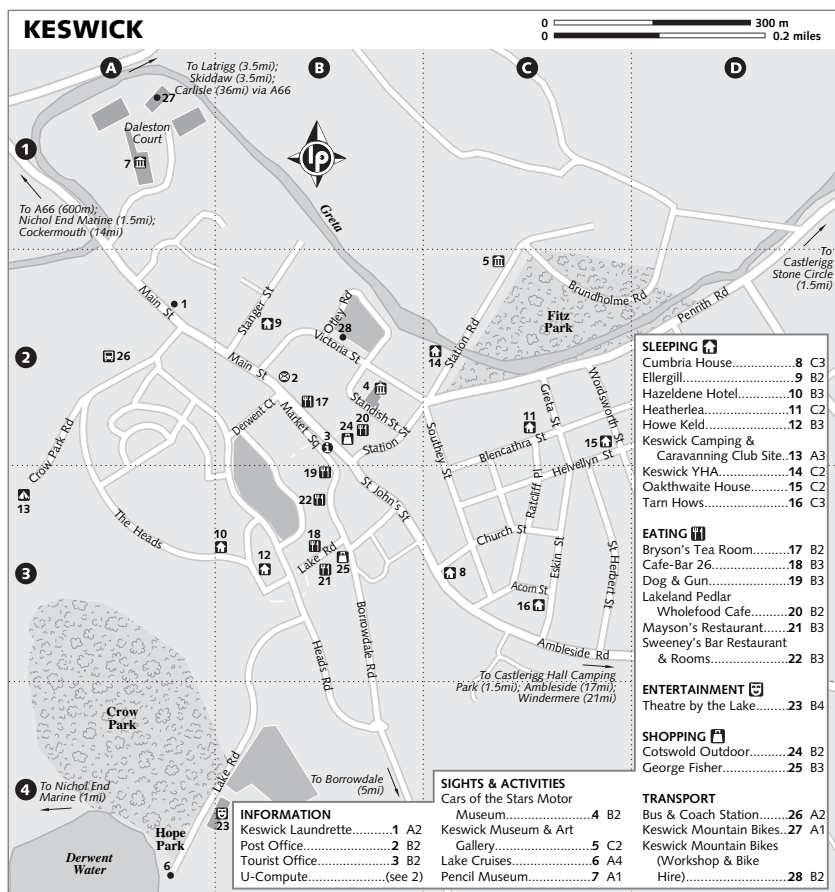 KESWICK
0 300 m
0 0.2 miles
A
B
C
D
1
2
3
4
To Latrigg (3.5mi);
Skiddaw (3.5mi);
Carlisle (36mi) via A66
27
Daleston
Court
7
lp
To A66 (600m);
Nichol End Marine (1.5mi);
Cockermouth (14mi)
Greta
To
Castlerigg
Stone Circle
(1.5mi)
5
Brundholme Rd
Penrith Rd
Main St
1
Stanger St
9
Otley Rd
28
Victoria St
Fitz
Park
Station Rd
14
26
Main St
2
4
Standish St
St
17
20
24
3
Market Sq
Derwent Cl
Station
Southey St
Greta St
Wordsworth St
11
Blencathra St
15
Helvellyn St
Crow Park Rd
13
19
22
St John's St
Ratcliff Pl
The Heads
10
12
18
Lake Rd
21
25
Church St
Eskin St
St Herbert St
8
Acorn St
16
Borrowdale Rd
Heads Rd
Ambleside Rd
To Castlerigg Hall Camping
Park (1.5mi); Ambleside (17mi);
Windermere (21mi)
Crow
Park
Lake Rd
To Borrowdale
(5mi)
To Nichol End
Marine (1mi)
23
Hope
Park
6
Derwent
Water
INFORMATION
Keswick Laundrette...........1 A2
Post Office........................2 B2
Tourist Office....................3 B2
U-Compute....................(see 2)
SIGHTS & ACTIVITIES
Cars of the Stars Motor
Museum.......................4 B2
Keswick Museum & Art
Gallery..........................5 C2
Lake Cruises.....................6 A4
Pencil Museum.................7 A1
SLEEPING
Cumbria House................8 C3
Ellergill.............................9 B2
Hazeldene Hotel.............10 B3
Heatherlea......................11 C2
Howe Keld......................12 B3
Keswick Camping &
Caravanning Club Site..13 A3
Keswick YHA..................14 C2
Oakthwaite House..........15 C2
Tarn Hows......................16 C3
EATING
Bryson's Tea Room.........17 B2
Cafe-Bar 26....................18 B3
Dog & Gun.....................19 B3
Lakeland Pedlar
Wholefood Cafe..........20 B2
Mayson's Restaurant.......21 B3
Sweeney's Bar Restaurant
& Rooms.....................22 B3
ENTERTAINMENT
Theatre by the Lake........23 B4
SHOPPING
Cotswold Outdoor..........24 B2
George Fisher.................25 B3
TRANSPORT
Bus & Coach Station.......26 A2
Keswick Mountain Bikes..27 A1
Keswick Mountain Bikes
(Workshop & Bike
Hire)...........................28 B2